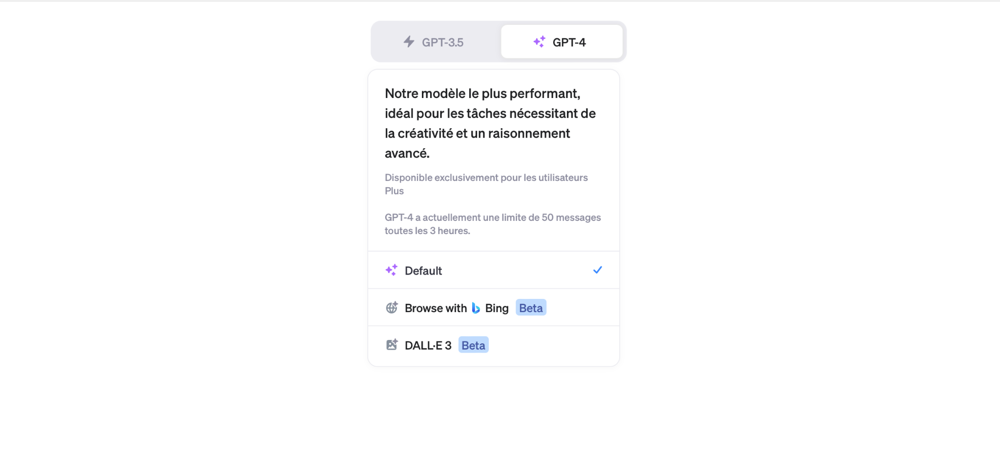 GPT-3.5
GPT-4
Notre modèle le plus performant,
idéal pour les tâches nécessitant de
la créativité et un raisonnement
avancé.
Disponible exclusivement pour les utilisateurs
Plus
GPT-4 a actuellement une limite de 50 messages
toutes les 3 heures.
Default
Browse with Bing Beta
DALL·E 3 Beta